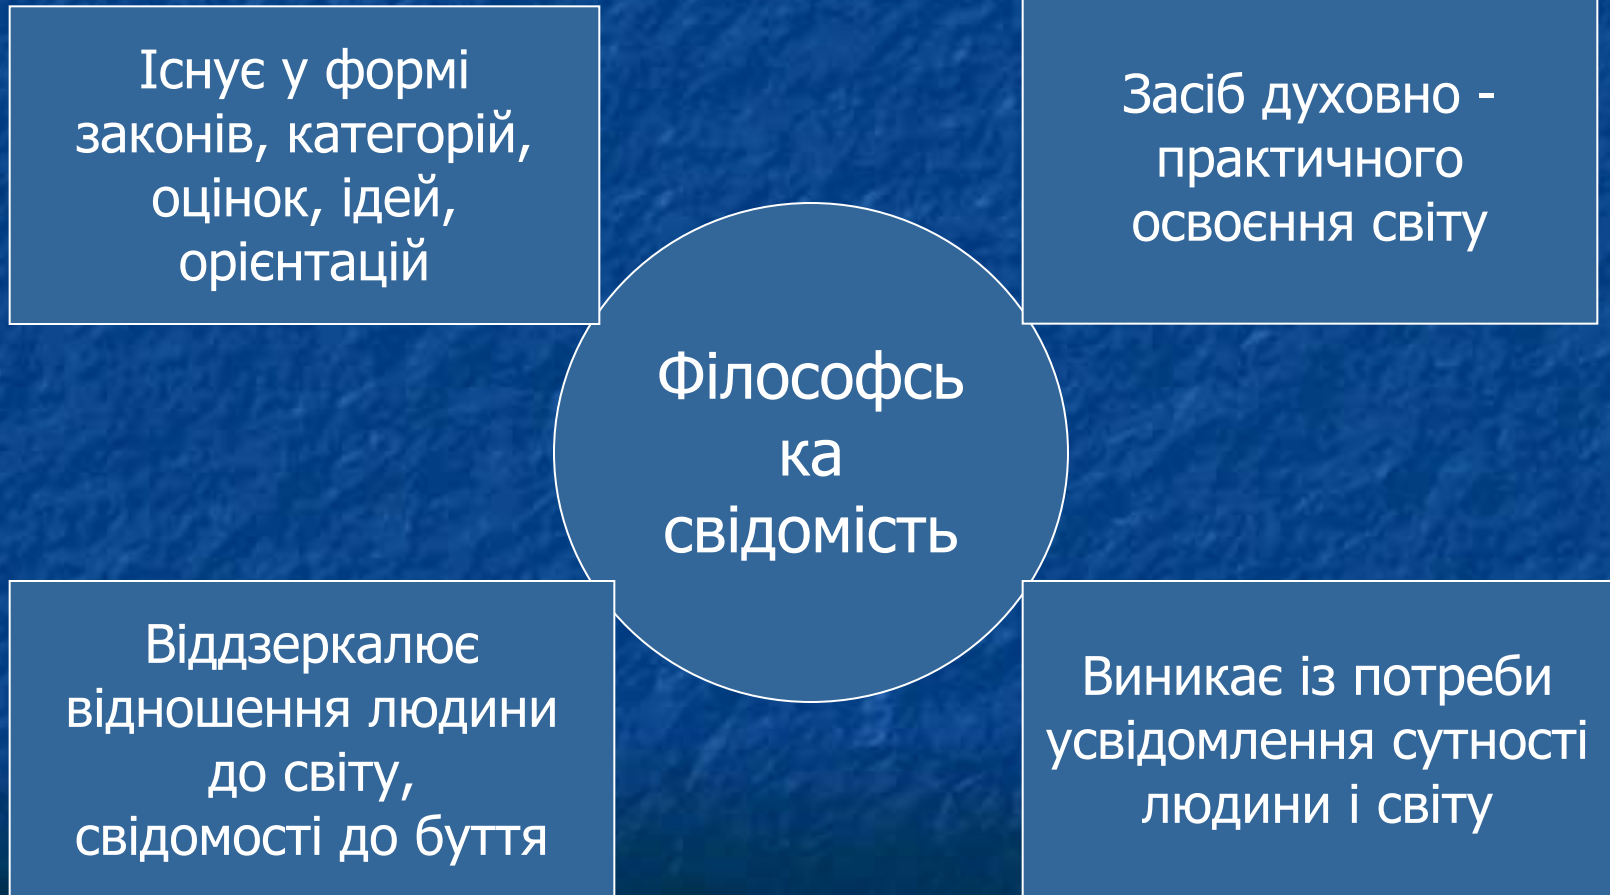 Існує у формі
законів, категорій,
оцінок, ідей,
орієнтацій
Засіб духовно -
практичного
освоєння світу
Філософсь
ка
свідомість
Віддзеркалює
відношення людини
до світу,
свідомості до буття
Виникає із потреби
усвідомлення сутності
людини і світу